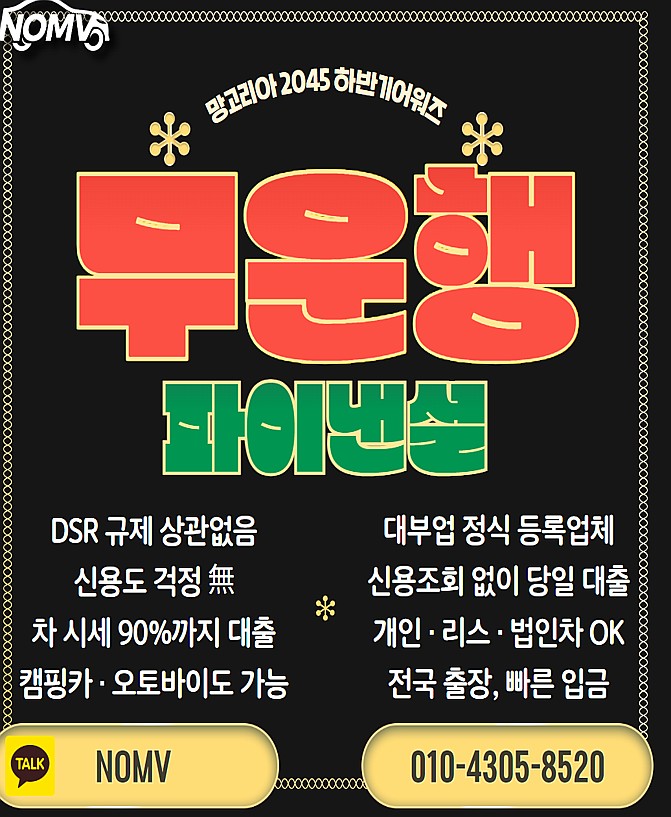 NOMV
망고리아 2045 하반기어워즈
무운행
파이낸셜
DSR 규제 상관없음
신용도 걱정 無
차 시세 90%까지 대출
캠핑카 · 오토바이도 가능
대부업 정식 등록업체
신용조회 없이 당일 대출
개인 · 리스 · 법인차 OK
전국 출장, 빠른 입금
TALK
NOMV
010-4305-8520